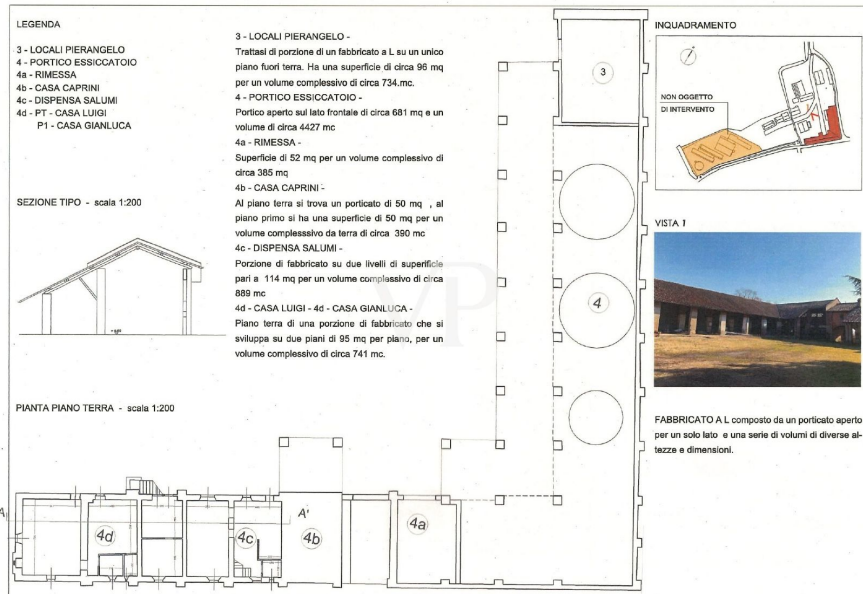 LEGENDA
3 - LOCALI PIERANGELO
4 - PORTICO ESSICCATOIO
4a - RIMESSA
4b - CASA CAPRINI
4c - DISPENSA SALUMI
4d - PT - CASA LUIGI
P1 - CASA GIANLUCA
SEZIONE TIPO - scala 1:200
PIANTA PIANO TERRA - scala 1:200
3 - LOCALI PIERANGELO -
Trattasi di porzione di un fabbricato a L su un unico
piano fuori terra. Ha una superficie di circa 96 mq
per un volume complessivo di circa 734.mc.
4 - PORTICO ESSICCATOIO -
Portico aperto sul lato frontale di circa 681 mq e un
volume di circa 4427 mc
4a - RIMESSA -
Superficie di 52 mq per un volume complessivo di
circa 385 mq
4b - CASA CAPRINI -
Al piano terra si trova un porticato di 50 mq , al
piano primo si ha una superficie di 50 mq per un
volume complesssivo da terra di circa 390 mc
4c - DISPENSA SALUMI -
Porzione di fabbricato su due livelli di superificie
pari a 114 mq per un volume complessivo di circa
889 mc
4d - CASA LUIGI - 4d - CASA GIANLUCA -
Piano terra di una porzione di fabbricato che si
sviluppa su due piani di 95 mq per piano, per un
volume complessivo di circa 741 mc.
VP
3
4
4a
4b
4c
4d
A
A'
INQUADRAMENTO
NON OGGETTO
DI INTERVENTO
VISTA 1
FABBRICATO A L composto da un porticato aperto
per un solo lato e una serie di volumi di diverse al-
tezze e dimensioni.